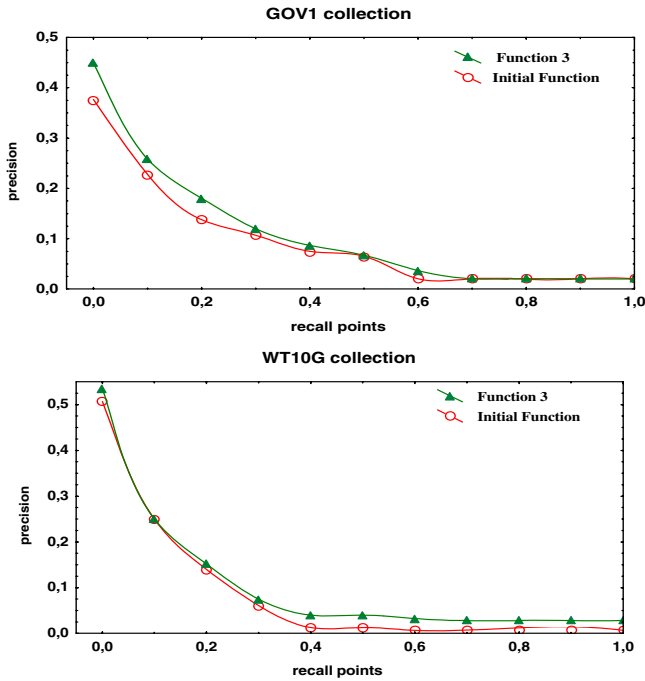 GOV1 collection
0,5
0,4
0,3
0,2
0,1
0,0
precision
Function 3
Initial Function
0,0 0,2 0,4 0,6 0,8 1,0
recall points
WT10G collection
0,5
0,4
0,3
0,2
0,1
0,0
precision
Function 3
Initial Function
0,0 0,2 0,4 0,6 0,8 1,0
recall points